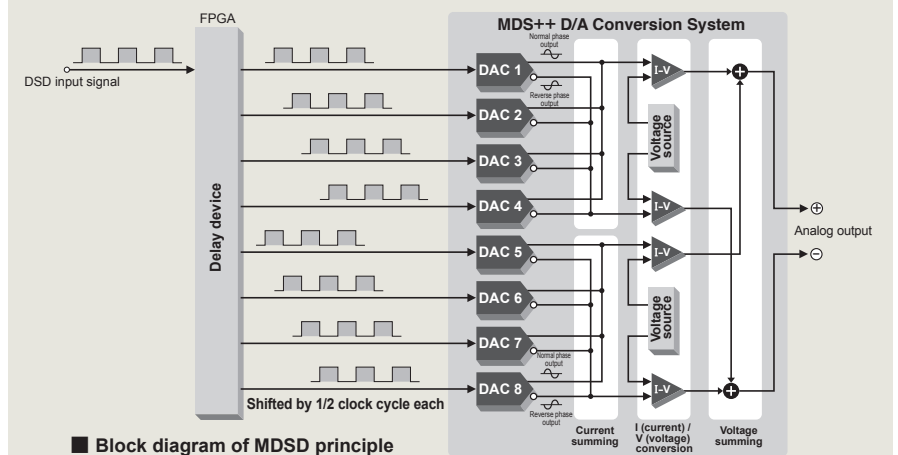 FPGA
MDS++ D/A Conversion System
DSD input signal
Delay device
Normal phase
output
DAC 1
Reverse phase
output
I-V
DAC 2
Voltage
source
DAC 3
DAC 4
I-V
⊕
Analog output
⊖
DAC 5
I-V
DAC 6
Voltage
source
DAC 7
Normal phase
output
DAC 8
Reverse phase
output
I-V
Shifted by 1/2 clock cycle each
Current
summing
I (current) /
V (voltage)
conversion
Voltage
summing
■ Block diagram of MDSD principle